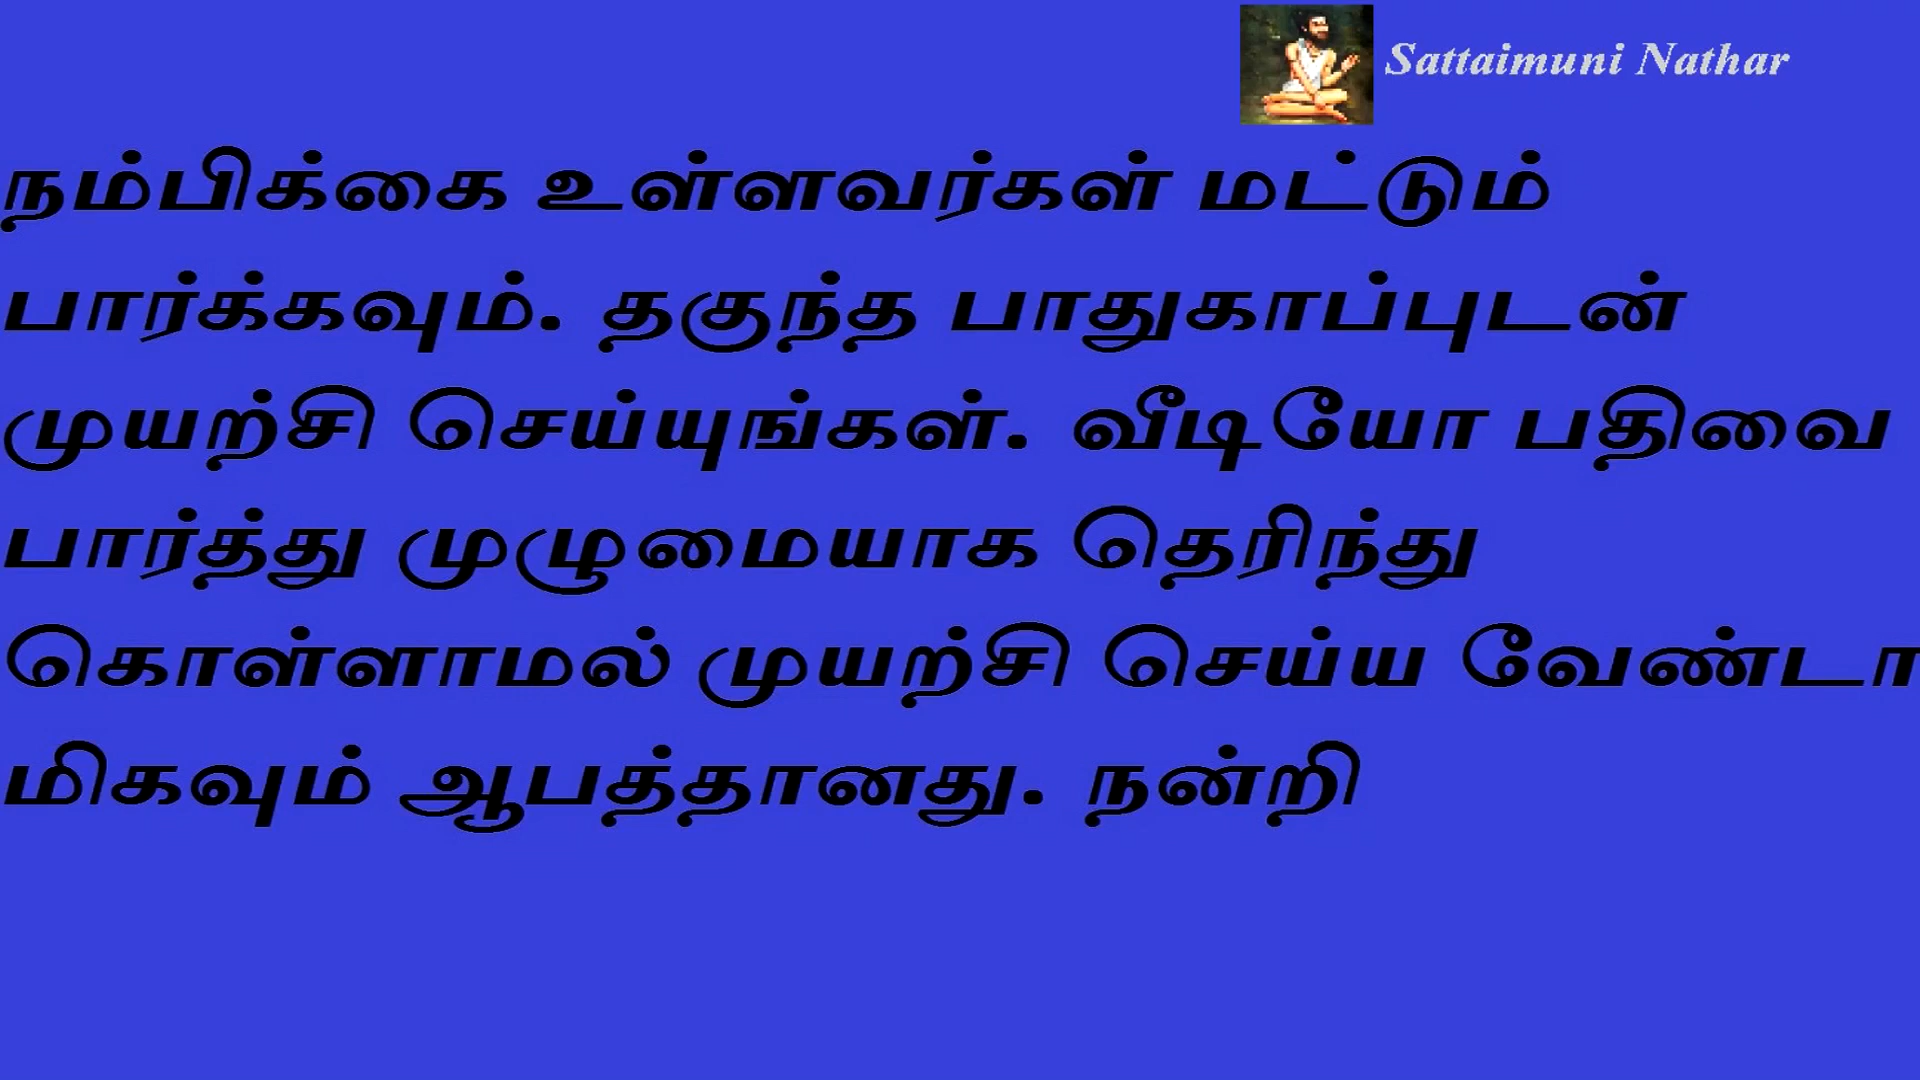 Sattaimuni Nathar
நம்பிக்கை உள்ளவர்கள் மட்டும்
பார்க்கவும். தகுந்த பாதுகாப்புடன்
முயற்சி செய்யுங்கள். வீடியோ பதிவை
பார்த்து முழுமையாக தெரிந்து
கொள்ளாமல் முயற்சி செய்ய வேண்டா
மிகவும் ஆபத்தானது. நன்றி